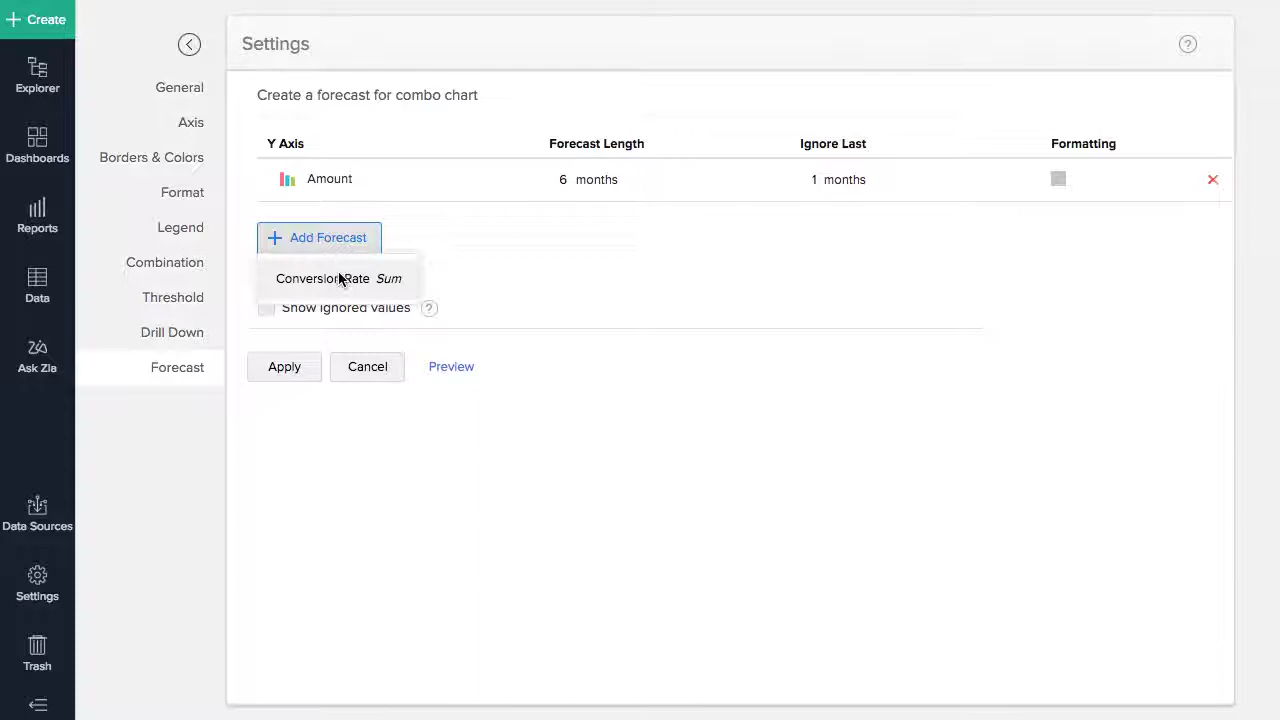 Create
Explorer
Dashboards
Reports
Data
Ask Zia
Data Sources
Settings
Trash
General
Axis
Borders & Colors
Format
Legend
Combination
Threshold
Drill Down
Forecast
Settings
?
Create a forecast for combo chart
Y Axis Forecast Length Ignore Last Formatting
Amount 6 months 1 months
Add Forecast
Conversion Rate Sum
Show ignored values ?
Apply Cancel Preview